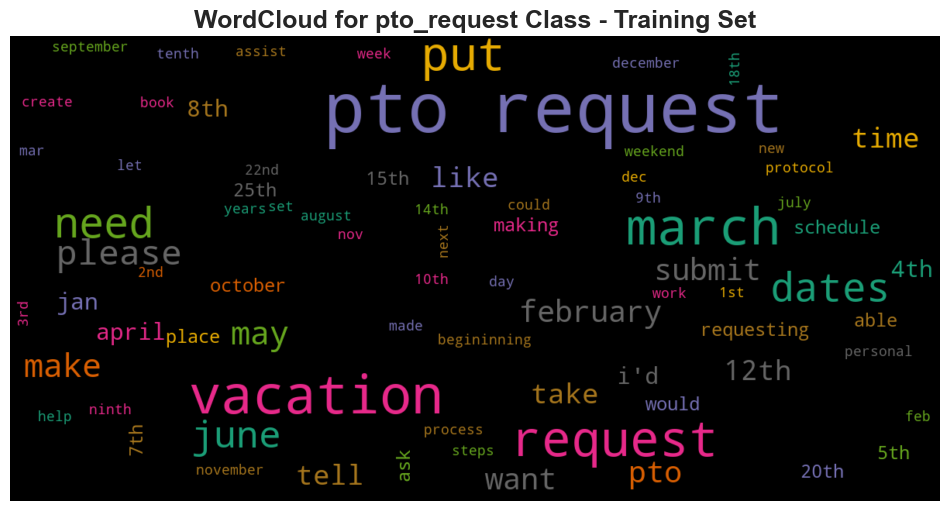 WordCloud for pto_request Class - Training Set
september
tenth
assist
week
put
december
18th
create
book
8th
pto request
time
mar
let
22nd
25th
15th
like
weekend
new
protocol
dec
years
set
august
14th
could
9th
july
need
nov
next
making
march
schedule
please
2nd
october
10th
day
submit
work
1st
dates
4th
3rd
jan
april
place
may
made
begininning
february
requesting
able
personal
make
vacation
take
i'd
12th
would
help
ninth
7th
june
process
steps
request
feb
5th
november
tell
ask
want
pto
20th